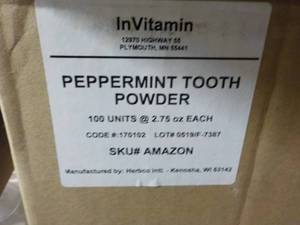 InVitamin
12970 HIGHWAY 55
PLYMOUTH, MN 55441
PEPPERMINT TOOTH
POWDER
100 UNITS @ 2.75 oz EACH
CODE #:170102 LOT# 0519/F-7387
SKU# AMAZON
Manufactured by: Herbco Intl. - Kenosha, WI 53142